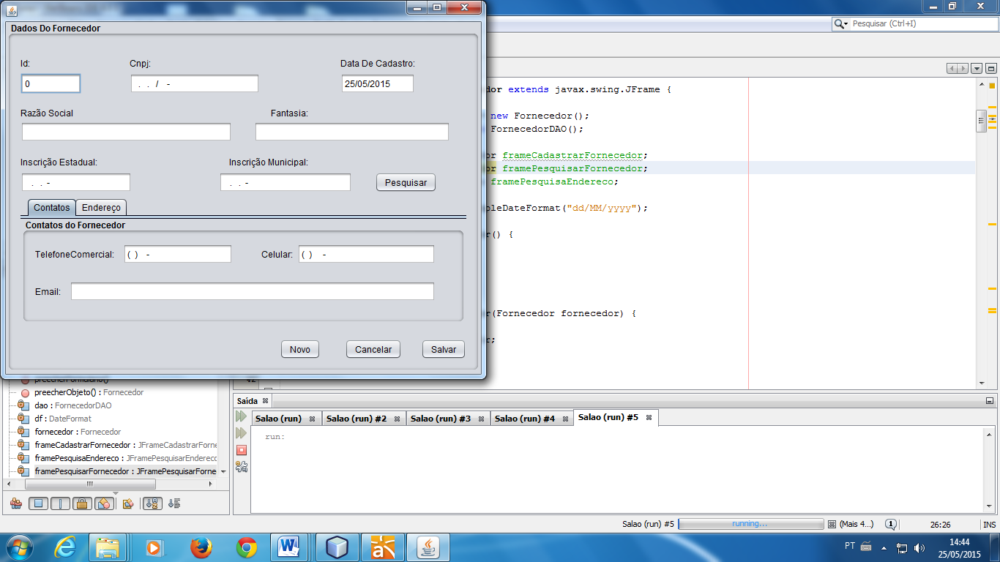 Dados Do Fornecedor
Id:
Cnpj:
Data De Cadastro:
0
. . / -
25/05/2015
Razão Social
Fantasia:
Inscrição Estadual:
Inscrição Municipal:
. . -
. . -
Pesquisar
Contatos
Endereço
Contatos do Fornecedor
TelefoneComercial:
( ) -
Celular:
( ) -
Email:
Novo
Cancelar
Salvar
Pesquisar (Ctrl+I)
dor extends javax.swing.JFrame {
new Fornecedor();
FornecedorDAO();
or frameCadastrarFornecedor;
or framePesquisarFornecedor;
framePesquisaEndereco;
pleDateFormat("dd/MM/yyyy");
r() {
r(Fornecedor fornecedor) {
r;
42
preecherFormulario()
preecherObjeto() : Fornecedor
dao : FornecedorDAO
df : DateFormat
fornecedor : Fornecedor
frameCadastrarFornecedor : JFrameCadastrarForne
framePesquisaEndereco : JFramePesquisarEnderec
framePesquisarFornecedor : JFramePesquisarForne
Saída
Salao (run)
Salao (run) #2
Salao (run) #3
Salao (run) #4
Salao (run) #5
run:
Salao (run) #5
running...
(Mais 4...)
1
26:26
INS
PT
14:44
25/05/2015